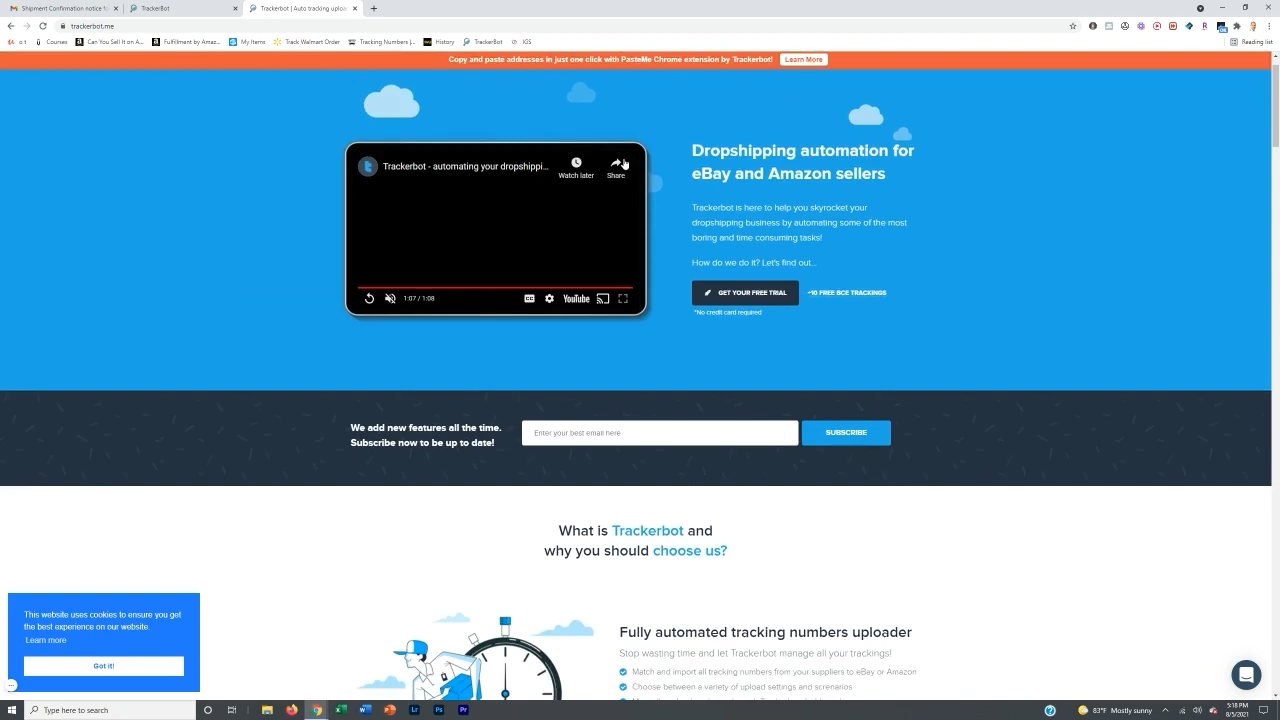 Shipment Confirmation notice for
TrackerBot
Trackerbot | Auto tracking uploa
trackerbot.me
Courses
Can You Sell It on A...
Fulfillment by Amaz...
My Items
Track Walmart Order
Tracking Numbers |...
History
TrackerBot
IGS
Reading list
Copy and paste addresses in just one click with PasteMe Chrome extension by Trackerbot!
Learn More
Trackerbot - automating your dropshippi...
Watch later
Share
1:07 / 1:08
CC
YouTube
Dropshipping automation for
eBay and Amazon sellers
Trackerbot is here to help you skyrocket your
dropshipping business by automating some of the most
boring and time consuming tasks!
How do we do it? Let's find out...
GET YOUR FREE TRIAL
+10 FREE BCE TRACKINGS
*No credit card required
We add new features all the time.
Subscribe now to be up to date!
Enter your best email here
SUBSCRIBE
What is Trackerbot and
why you should choose us?
Fully automated tracking numbers uploader
Stop wasting time and let Trackerbot manage all your trackings!
Match and import all tracking numbers from your suppliers to eBay or Amazon
Choose between a variety of upload settings and screnarios
This website uses cookies to ensure you get
the best experience on our website.
Learn more
Got it!
Type here to search
83°F Mostly sunny
5:18 PM
8/5/2021